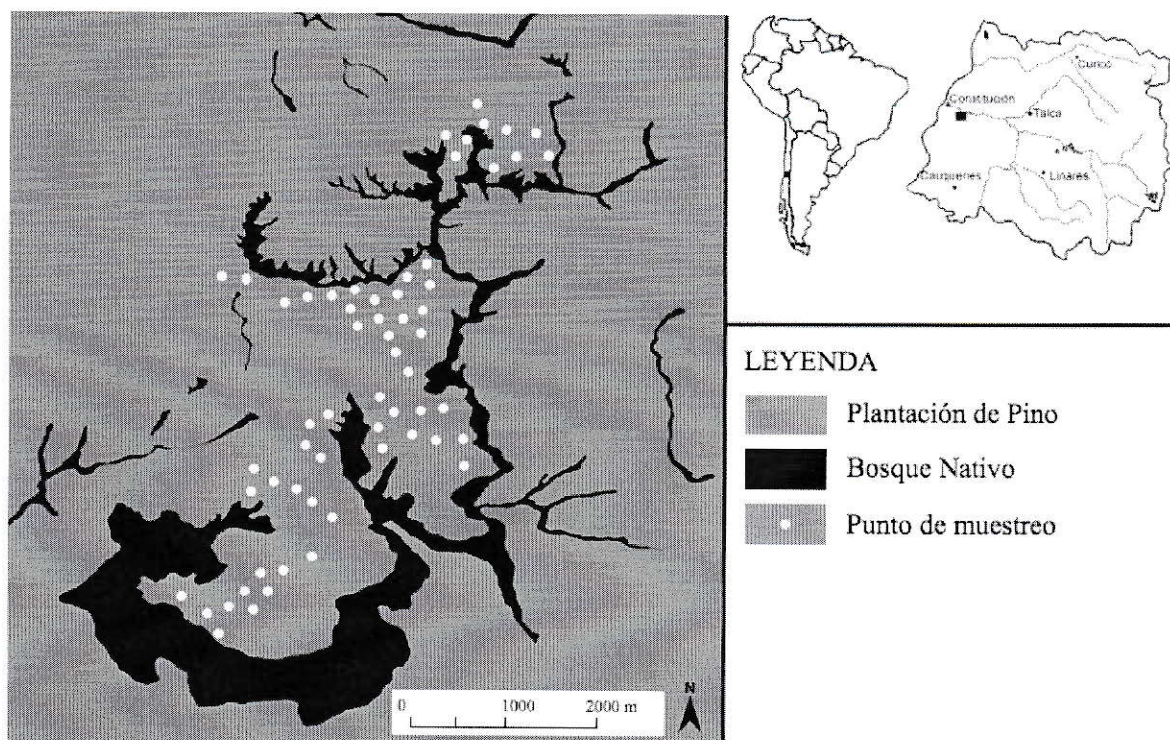 Curicó
Constitución
Talca
Cauquenes
Linares
LEYENDA
Plantación de Pino
Bosque Nativo
Punto de muestreo
N
0 1000 2000 m